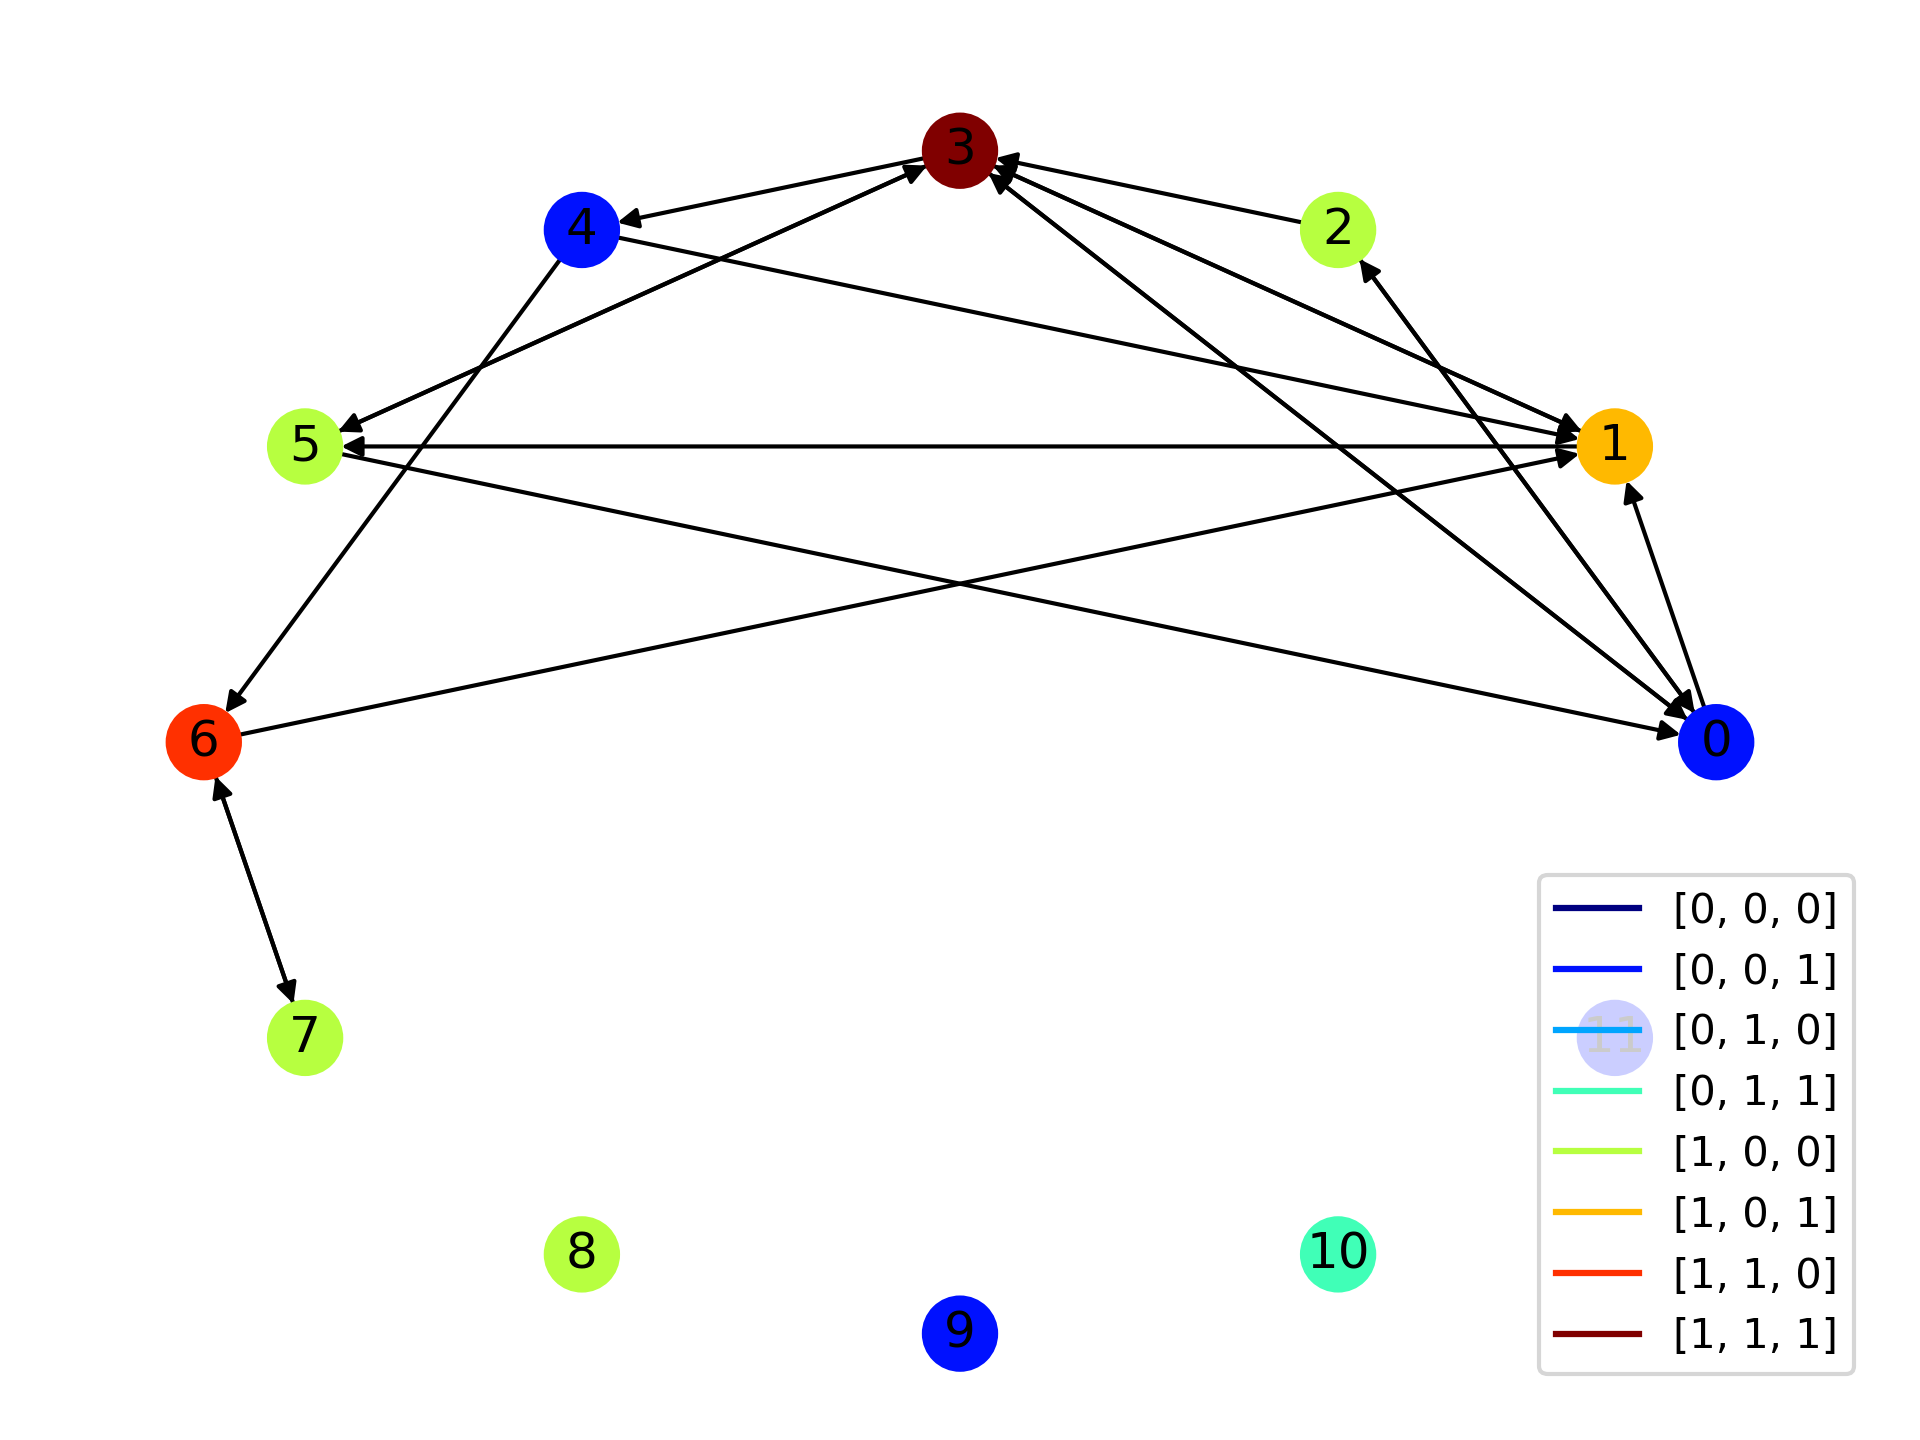 3
4
2
5
1
6
0
7
11
8
10
9
[0, 0, 0]
[0, 0, 1]
[0, 1, 0]
[0, 1, 1]
[1, 0, 0]
[1, 0, 1]
[1, 1, 0]
[1, 1, 1]